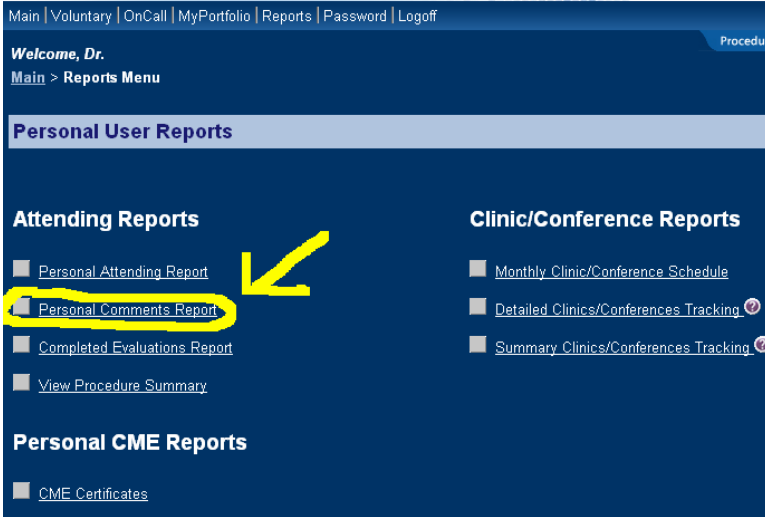 Main | Voluntary | OnCall | MyPortfolio | Reports | Password | Logoff
Procedu
Welcome, Dr.
Main > Reports Menu
Personal User Reports
Attending Reports
Personal Attending Report
Personal Comments Report
Completed Evaluations Report
View Procedure Summary
Personal CME Reports
CME Certificates
Clinic/Conference Reports
Monthly Clinic/Conference Schedule
Detailed Clinics/Conferences Tracking ?
Summary Clinics/Conferences Tracking ?